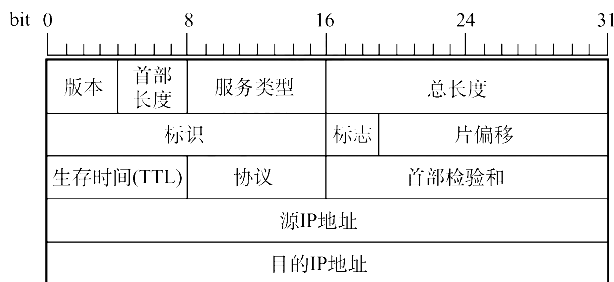 bit 0 8 16 24 31
版本 首部长度 服务类型 总长度
标识 标志 片偏移
生存时间(TTL) 协议 首部检验和
源IP地址
目的IP地址